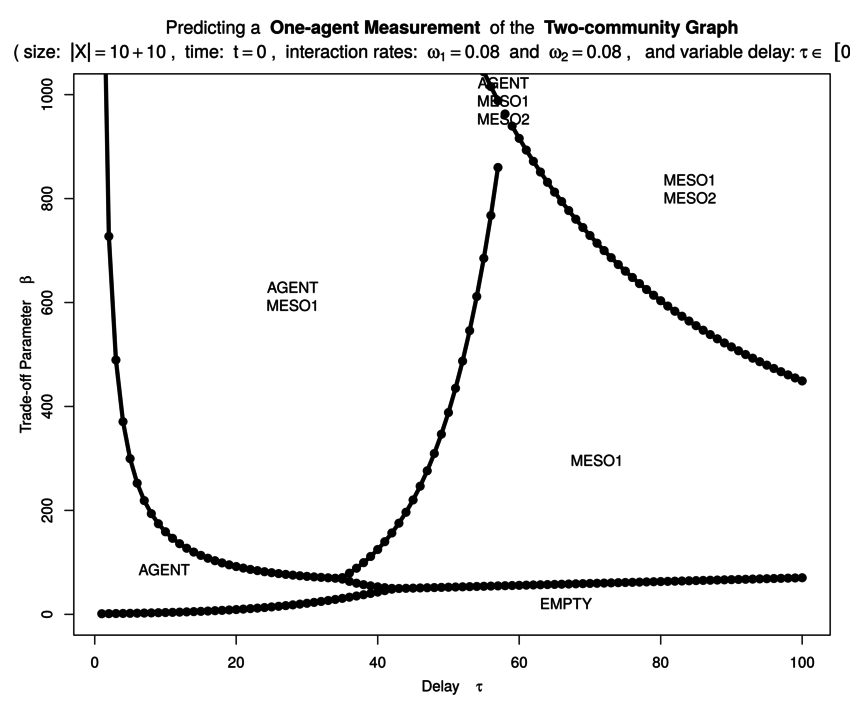 Predicting a One-agent Measurement of the Two-community Graph
( size: |X| = 10 + 10 , time: t = 0 , interaction rates: ω₁ = 0.08 and ω₂ = 0.08 , and variable delay: τ ∈ [0
1000
800
600
400
200
0
Trade-off Parameter β
AGENT
MESO1
MESO2
MESO1
MESO2
AGENT
MESO1
MESO1
AGENT
EMPTY
0 20 40 60 80 100
Delay τ